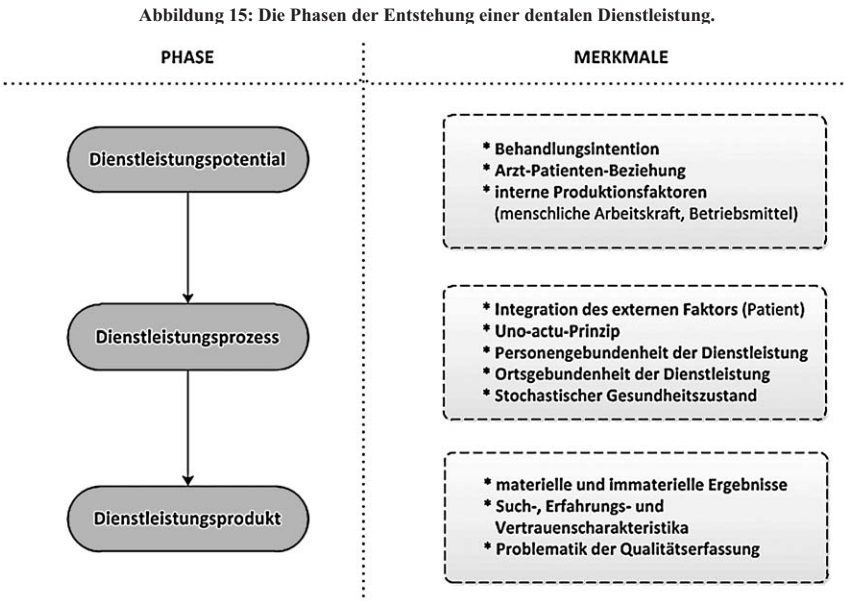 Abbildung 15: Die Phasen der Entstehung einer dentalen Dienstleistung.
PHASE
MERKMALE
Dienstleistungspotential
* Behandlungsintention
* Arzt-Patienten-Beziehung
* interne Produktionsfaktoren
(menschliche Arbeitskraft, Betriebsmittel)
Dienstleistungsprozess
* Integration des externen Faktors (Patient)
* Uno-actu-Prinzip
* Personengebundenheit der Dienstleistung
* Ortsgebundenheit der Dienstleistung
* Stochastischer Gesundheitszustand
Dienstleistungsprodukt
* materielle und immaterielle Ergebnisse
* Such-, Erfahrungs- und
Vertrauenscharakteristika
* Problematik der Qualitätserfassung